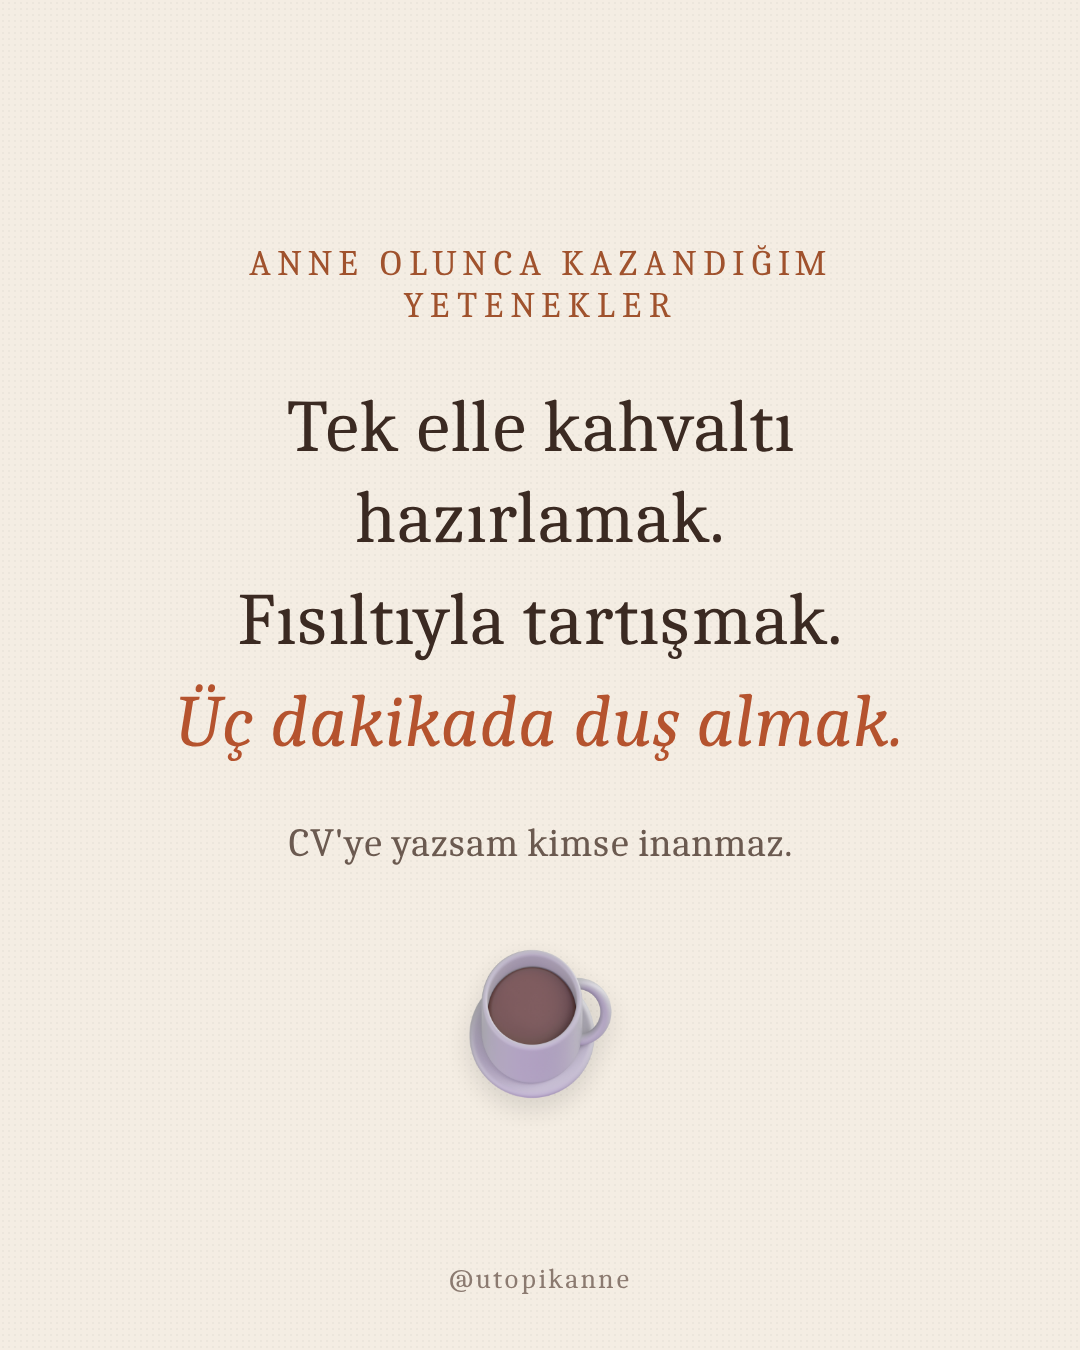 ANNE OLUNCA KAZANDIĞIM
YETENEKLER
Tek elle kahvaltı
hazırlamak.
Fısıltıyla tartışmak.
Üç dakikada duş almak.
CV'ye yazsam kimse inanmaz.
@utopikanne